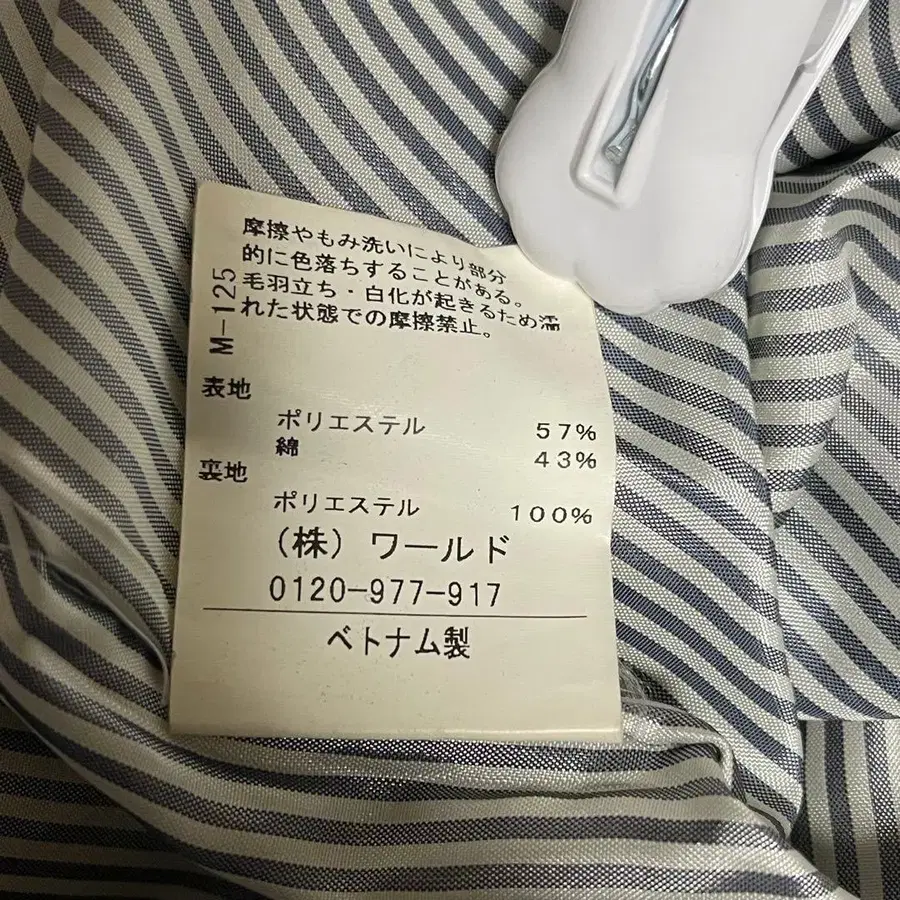 摩擦やもみ洗いにより部分
的に色落ちすることがある。
毛羽立ち・白化が起きるため濡
れた状態での摩擦禁止。
M-125
表地
ポリエステル 57%
綿 43%
裏地
ポリエステル 100%
(株) ワールド
0120-977-917
ベトナム製